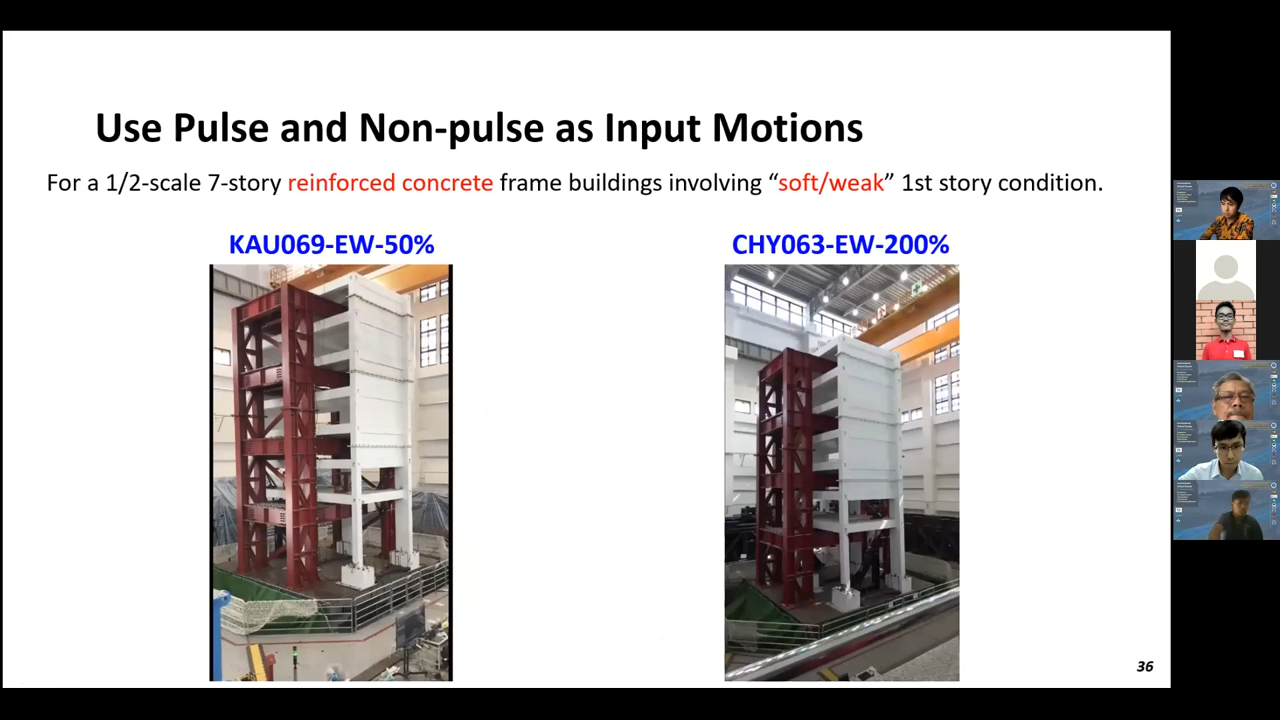 Use Pulse and Non-pulse as Input Motions
For a 1/2-scale 7-story reinforced concrete frame buildings involving “soft/weak” 1st story condition.
KAU069-EW-50%
CHY063-EW-200%
36